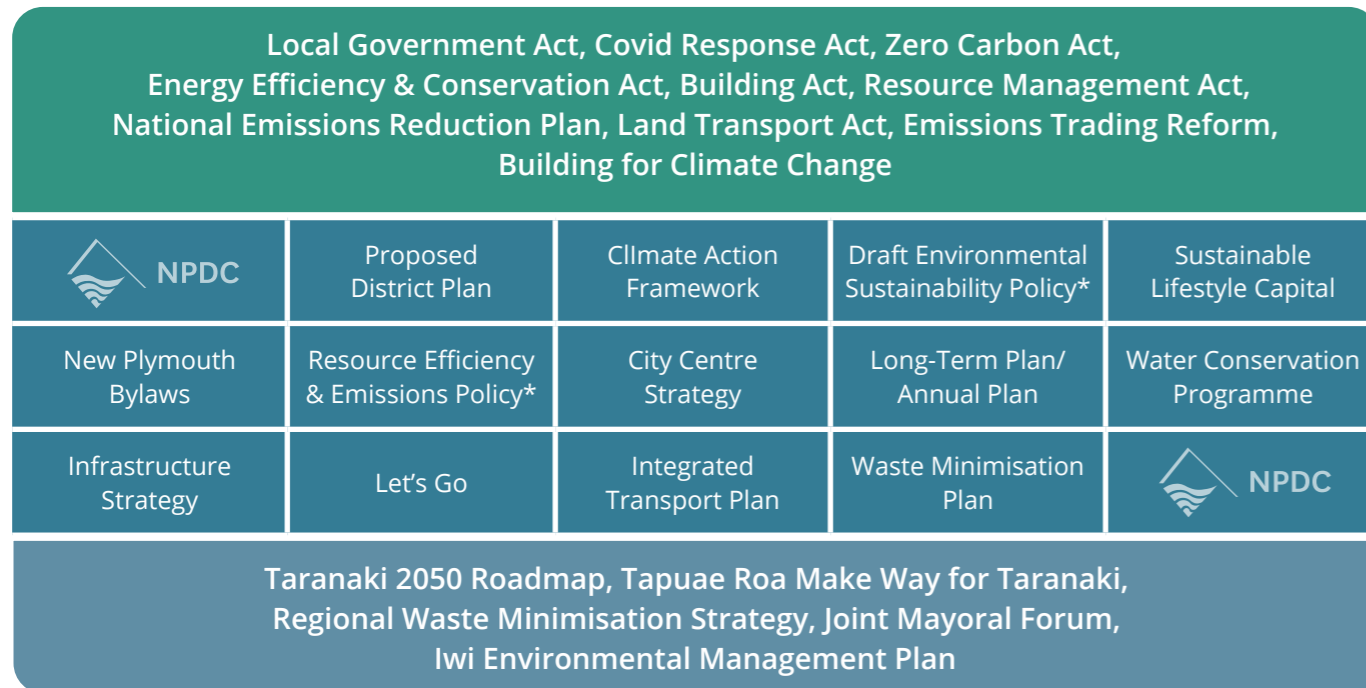 Local Government Act, Covid Response Act, Zero Carbon Act,
Energy Efficiency & Conservation Act, Building Act, Resource Management Act,
National Emissions Reduction Plan, Land Transport Act, Emissions Trading Reform,
Building for Climate Change
NPDC
Proposed
District Plan
ClImate Action
Framework
Draft Environmental
Sustainability Policy*
Sustainable
Lifestyle Capital
New Plymouth
Bylaws
Resource Efficiency
& Emissions Policy*
City Centre
Strategy
Long-Term Plan/
Annual Plan
Water Conservation
Programme
Infrastructure
Strategy
Let's Go
Integrated
Transport Plan
Waste Minimisation
Plan
NPDC
Taranaki 2050 Roadmap, Tapuae Roa Make Way for Taranaki,
Regional Waste Minimisation Strategy, Joint Mayoral Forum,
Iwi Environmental Management Plan